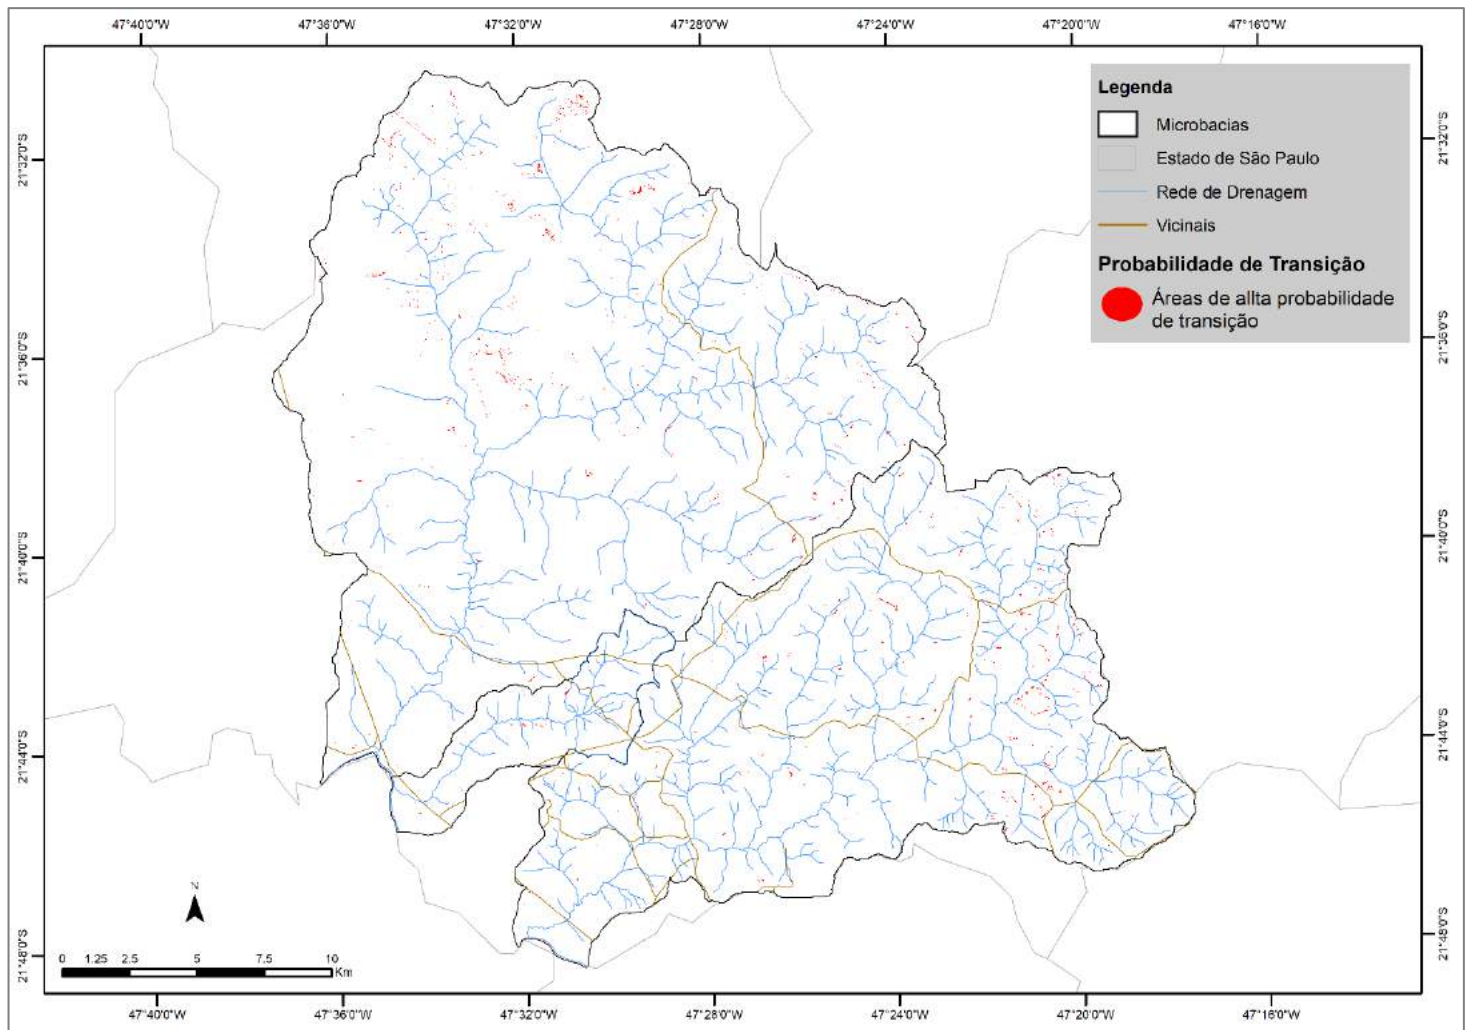 47°40'0"W 47°36'0"W 47°32'0"W 47°28'0"W 47°24'0"W 47°20'0"W 47°16'0"W
Legenda
Microbacias
Estado de São Paulo
Rede de Drenagem
Vicinais
Probabilidade de Transição
Áreas de allta probabilidade
de transição
21°32'0"S
21°36'0"S
21°40'0"S
21°44'0"S
21°48'0"S
21°32'0"S
21°36'0"S
21°40'0"S
21°44'0"S
21°48'0"S
N
0 1.25 2.5 5 7.5 10
Km
47°40'0"W 47°36'0"W 47°32'0"W 47°28'0"W 47°24'0"W 47°20'0"W 47°16'0"W